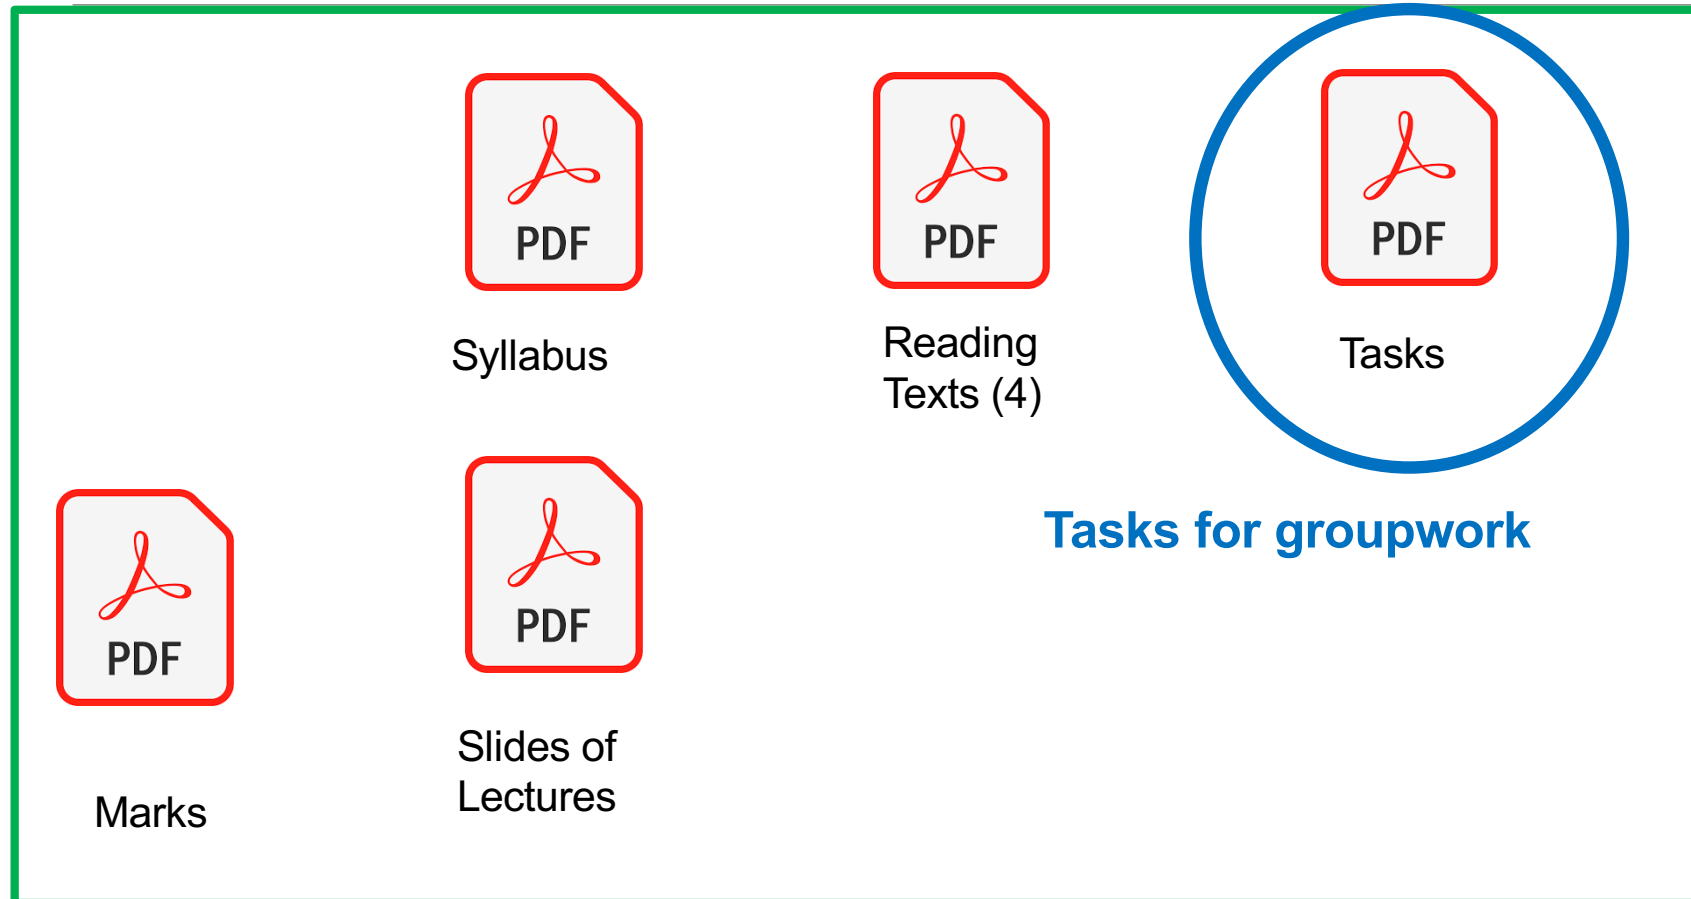 PDF
PDF
PDF
Syllabus
Reading
Texts (4)
Tasks
Tasks for groupwork
PDF
PDF
Slides of
Lectures
Marks